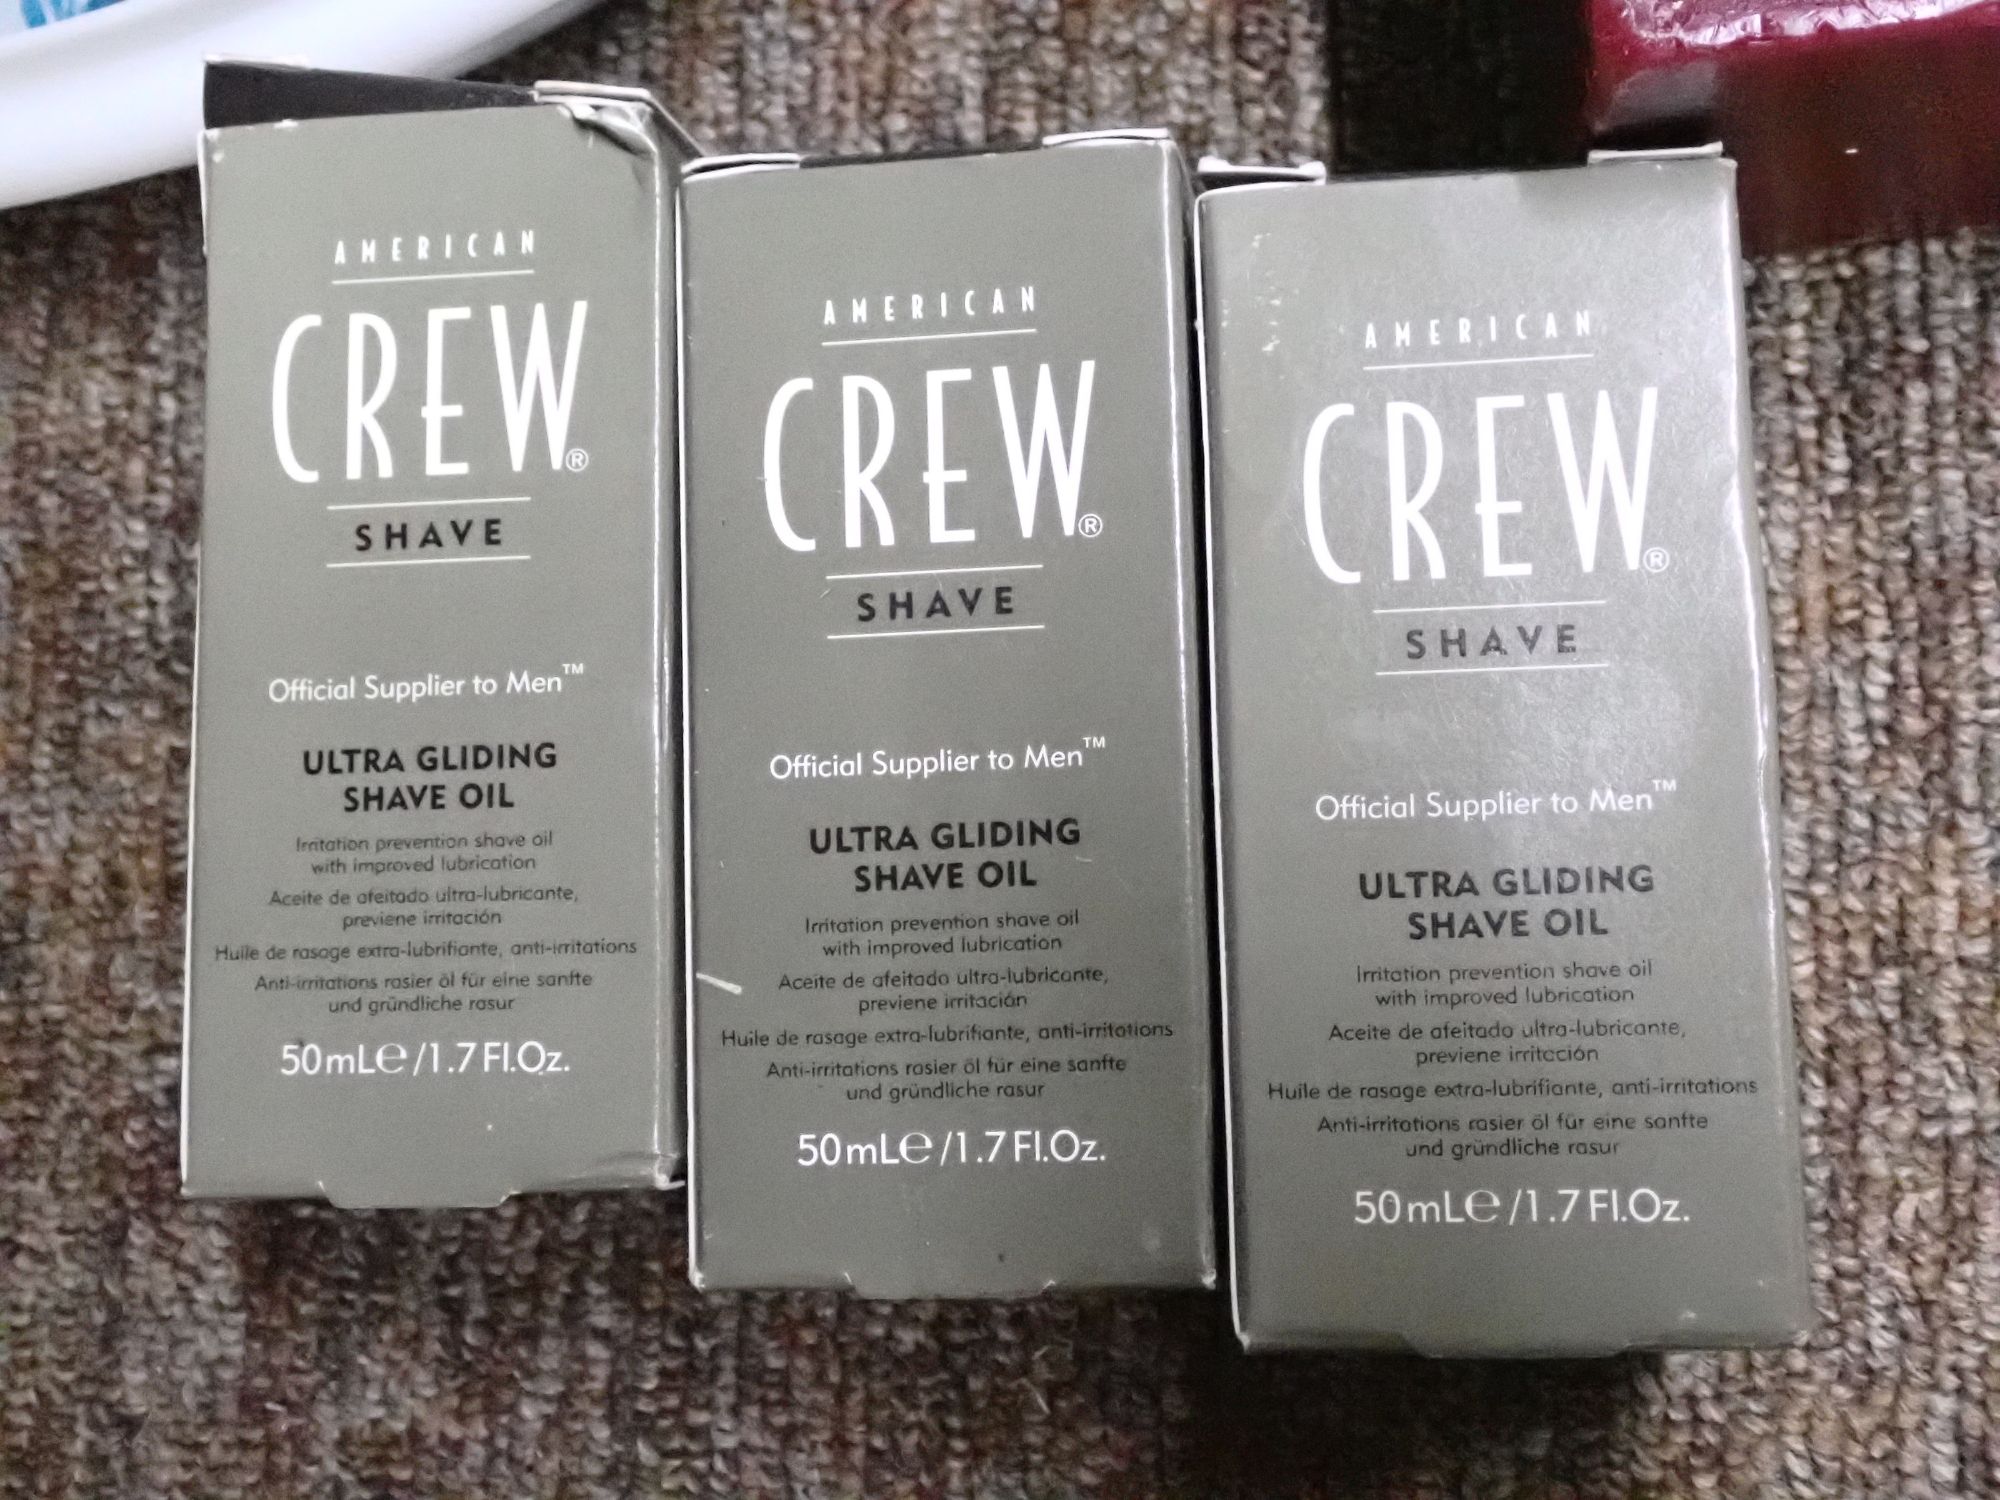 AMERICAN
CREW®
SHAVE
Official Supplier to Men™
ULTRA GLIDING
SHAVE OIL
Irritation prevention shave oil
with improved lubrication
Aceite de afeitado ultra-lubricante,
previene irritación
Huile de rasage extra-lubrifiante, anti-irritations
Anti-irritations rasier öl für eine sanfte
und gründliche rasur
50mLe/1.7Fl.Oz.
AMERICAN
CREW®
SHAVE
Official Supplier to Men™
ULTRA GLIDING
SHAVE OIL
Irritation prevention shave oil
with improved lubrication
Aceite de afeitado ultra-lubricante,
previene irritación
Huile de rasage extra-lubrifiante, anti-irritations
Anti-irritations rasier öl für eine sanfte
und gründliche rasur
50mLe/1.7Fl.Oz.
AMERICAN
CREW®
SHAVE
Official Supplier to Men™
ULTRA GLIDING
SHAVE OIL
Irritation prevention shave oil
with improved lubrication
Aceite de afeitado ultra-lubricante,
previene irritación
Huile de rasage extra-lubrifiante, anti-irritations
Anti-irritations rasier öl für eine sanfte
und gründliche rasur
50mLe/1.7Fl.Oz.